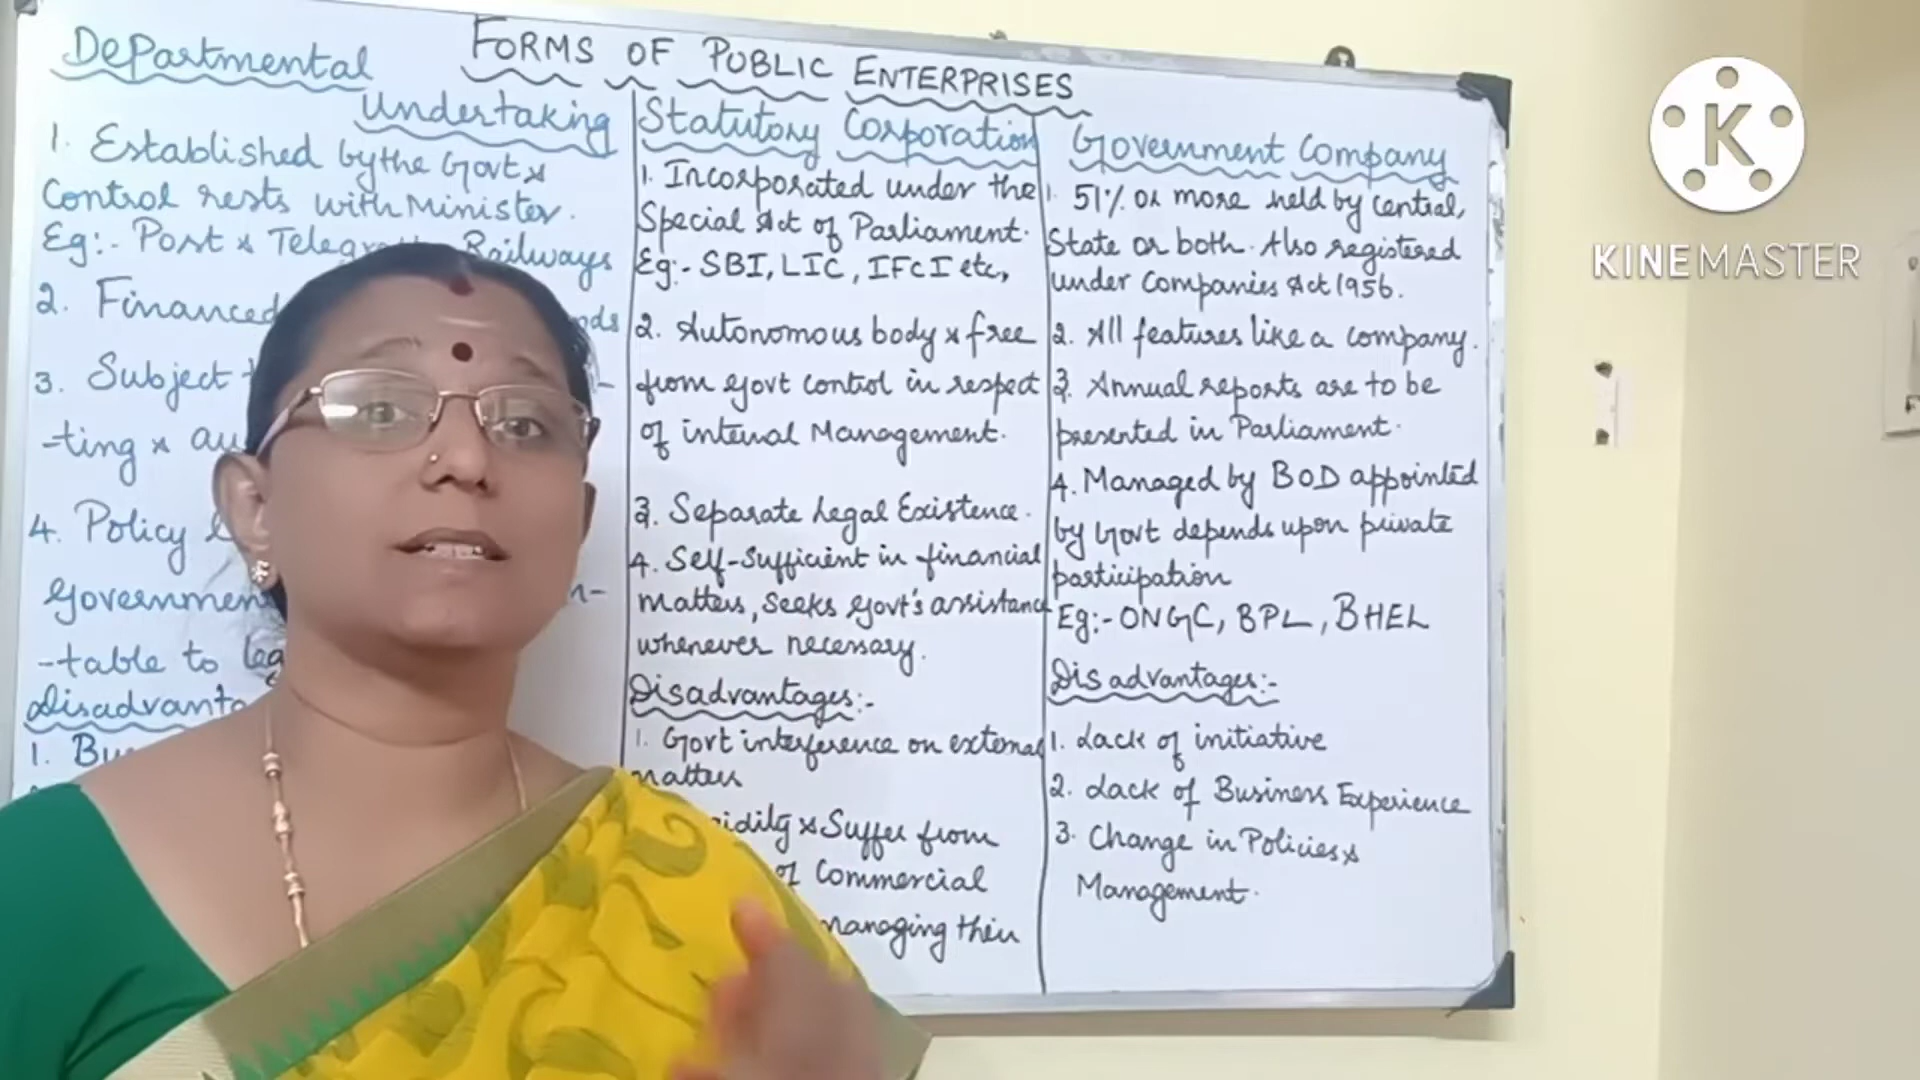 FORMS OF PUBLIC ENTERPRISES
Departmental
Undertaking
1. Established by the Govt &
Control rests with Minister.
Eg:- Post & Railways
2. Financed
3. Subject
-ting &
4. Policy
Government
-table to
1.
Statutory Corporation
1. Incorporated under the
Special Act of Parliament.
Eg:- SBI, LIC, IFCI etc,
2. Autonomous body & free
from Govt control in respect
of internal Management.
3. Separate Legal Existence.
4. Self-Sufficient in financial
matters, seeks Govt's assistance
whenever necessary.
Disadvantages:-
1. Govt interference on external
matters
& Suffer from
of Commercial
managing their
Government Company
1. 51% or more held by central,
State or both. Also registered
under Companies Act 1956.
2. All features like a company.
3. Annual reports are to be
presented in Parliament.
4. Managed by BOD appointed
by Govt depends upon private
participation
Eg:- ONGC, BPL, BHEL
Disadvantages:-
1. Lack of initiative
2. Lack of Business Experience
3. Change in Policies &
Management.
K
KINEMASTER